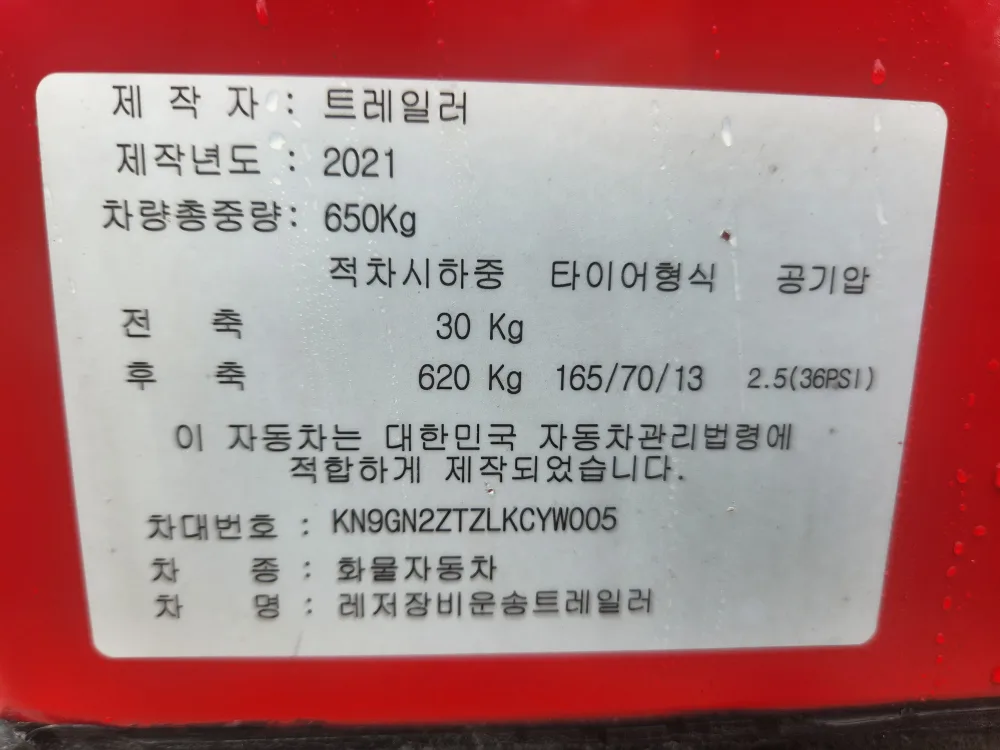 제 작 자 : 트레일러
제작년도 : 2021
차량총중량: 650Kg
적차시하중 타이어형식 공기압
전 축 30 Kg
후 축 620 Kg 165/70/13 2.5(36PSI)
이 자동차는 대한민국 자동차관리법령에
적합하게 제작되었습니다.
차대번호 : KN9GN2ZTZLKCYW005
차 종 : 화물자동차
차 명 : 레저장비운송트레일러